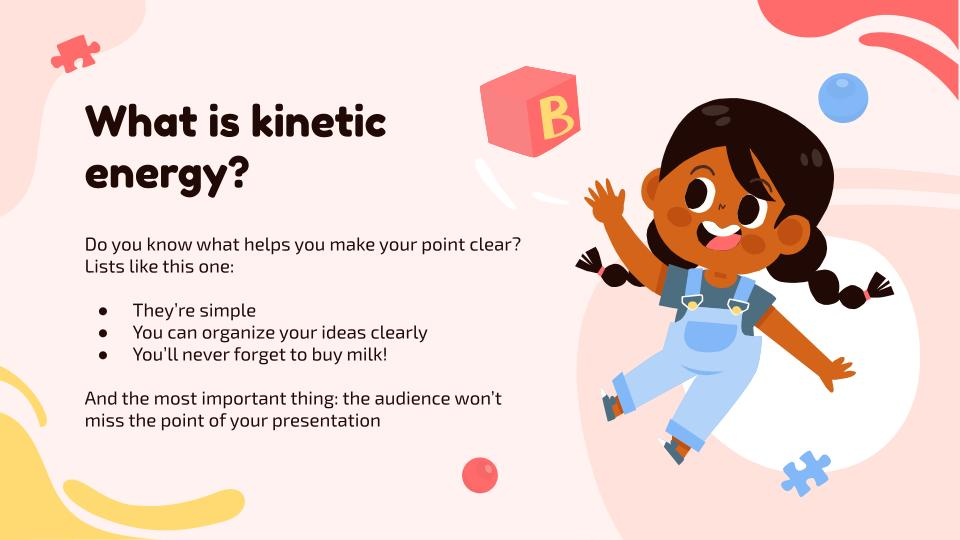 What is kinetic
energy?
B
Do you know what helps you make your point clear?
Lists like this one:
● They’re simple
● You can organize your ideas clearly
● You’ll never forget to buy milk!
And the most important thing: the audience won’t
miss the point of your presentation